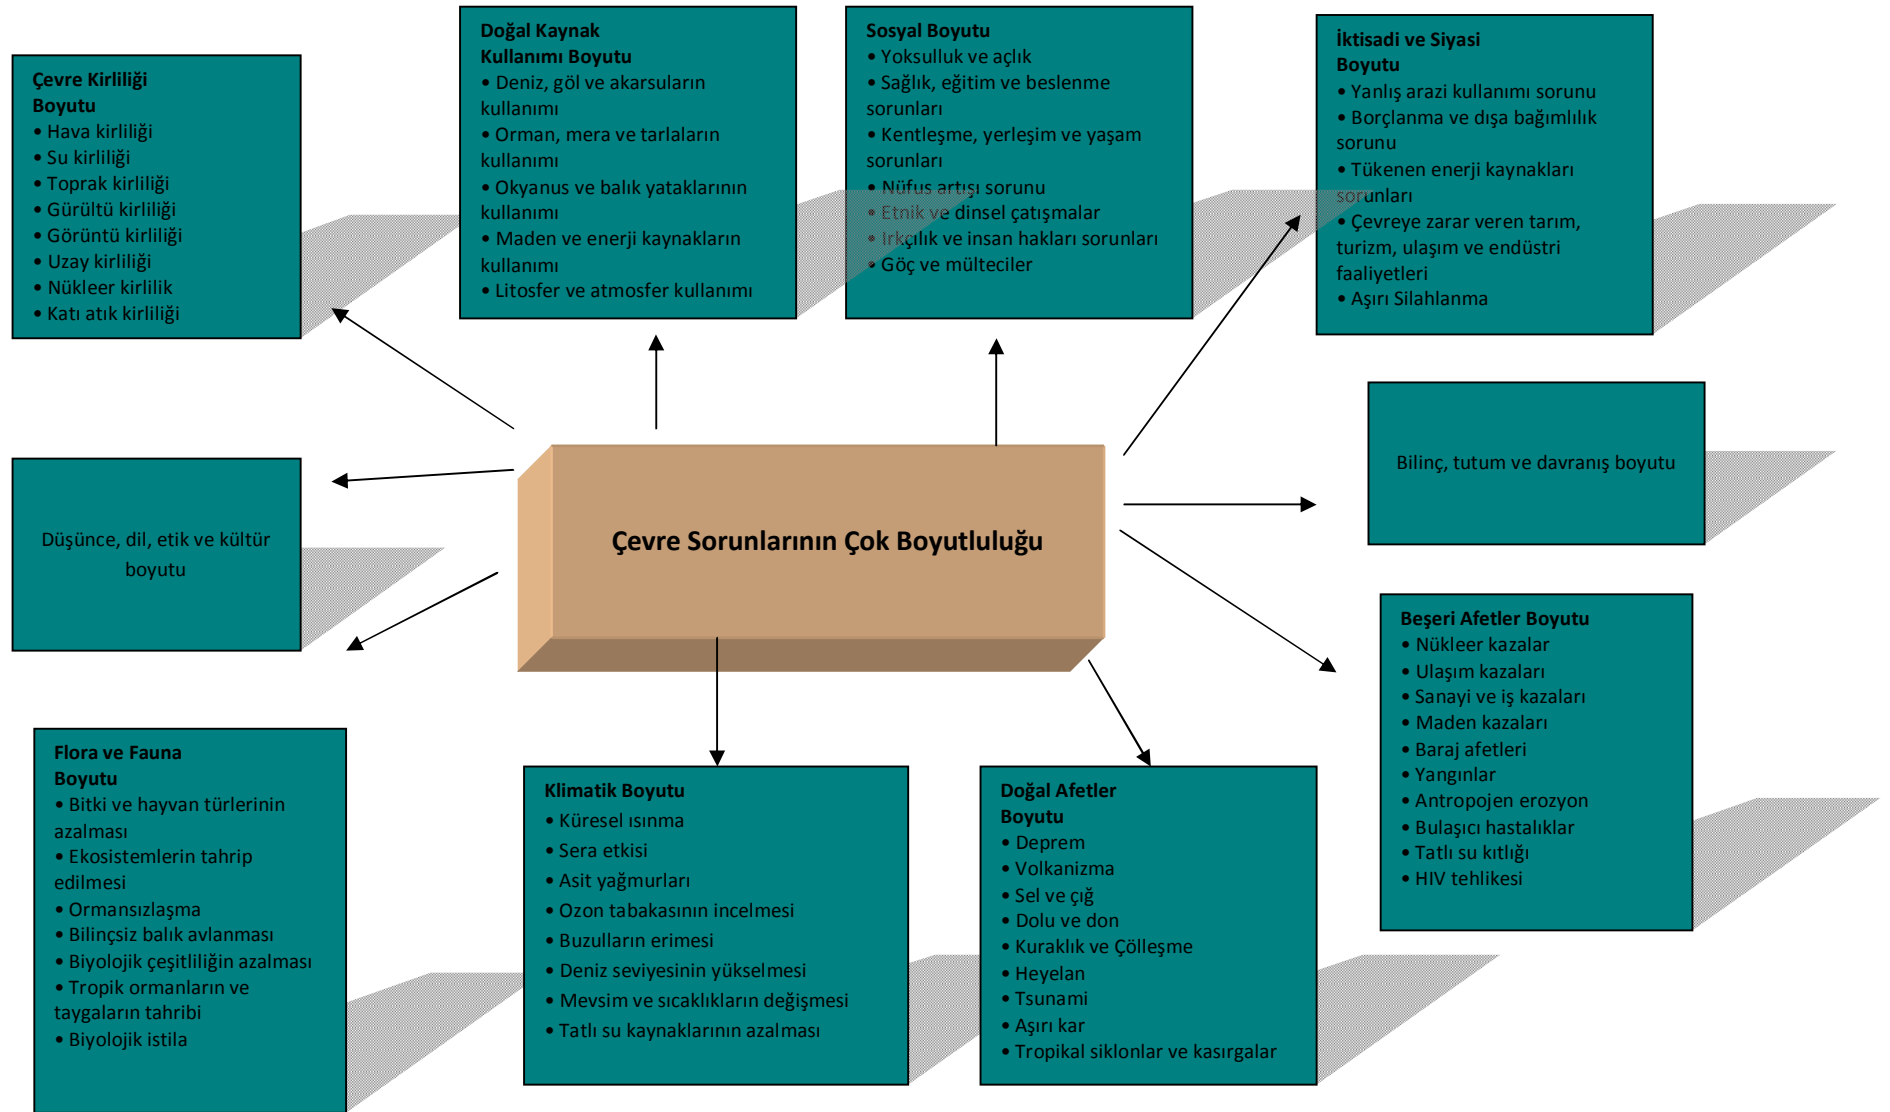 Çevre Kirliliği
Boyutu
• Hava kirliliği
• Su kirliliği
• Toprak kirliliği
• Gürültü kirliliği
• Görüntü kirliliği
• Uzay kirliliği
• Nükleer kirlilik
• Katı atık kirliliği
Doğal Kaynak
Kullanımı Boyutu
• Deniz, göl ve akarsuların
kullanımı
• Orman, mera ve tarlaların
kullanımı
• Okyanus ve balık yataklarının
kullanımı
• Maden ve enerji kaynakların
kullanımı
• Litosfer ve atmosfer kullanımı
Sosyal Boyutu
• Yoksulluk ve açlık
• Sağlık, eğitim ve beslenme
sorunları
• Kentleşme, yerleşim ve yaşam
sorunları
• Nüfus artışı sorunu
• Etnik ve dinsel çatışmalar
• Irkçılık ve insan hakları sorunları
• Göç ve mülteciler
İktisadi ve Siyasi
Boyutu
• Yanlış arazi kullanımı sorunu
• Borçlanma ve dışa bağımlılık
sorunu
• Tükenen enerji kaynakları
sorunları
• Çevreye zarar veren tarım,
turizm, ulaşım ve endüstri
faaliyetleri
• Aşırı Silahlanma
Düşünce, dil, etik ve kültür
boyutu
Çevre Sorunlarının Çok Boyutluluğu
Bilinç, tutum ve davranış boyutu
Flora ve Fauna
Boyutu
• Bitki ve hayvan türlerinin
azalması
• Ekosistemlerin tahrip
edilmesi
• Ormansızlaşma
• Bilinçsiz balık avlanması
• Biyolojik çeşitliliğin azalması
• Tropik ormanların ve
taygaların tahribi
• Biyolojik istila
Klimatik Boyutu
• Küresel ısınma
• Sera etkisi
• Asit yağmurları
• Ozon tabakasının incelmesi
• Buzulların erimesi
• Deniz seviyesinin yükselmesi
• Mevsim ve sıcaklıkların değişmesi
• Tatlı su kaynaklarının azalması
Doğal Afetler
Boyutu
• Deprem
• Volkanizma
• Sel ve çığ
• Dolu ve don
• Kuraklık ve Çölleşme
• Heyelan
• Tsunami
• Aşırı kar
• Tropikal siklonlar ve kasırgalar
Beşeri Afetler Boyutu
• Nükleer kazalar
• Ulaşım kazaları
• Sanayi ve iş kazaları
• Maden kazaları
• Baraj afetleri
• Yangınlar
• Antropojen erozyon
• Bulaşıcı hastalıklar
• Tatlı su kıtlığı
• HIV tehlikesi